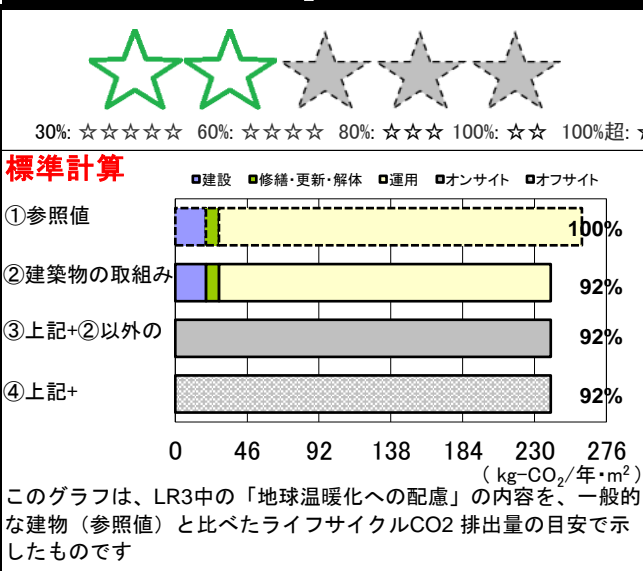 30%: ☆☆☆☆☆ 60%: ☆☆☆☆ 80%: ☆☆☆ 100%: ☆☆ 100%超:
標準計算
建設 修繕・更新・解体 運用 オンサイト オフサイト
①参照値 100%
②建築物の取組み 92%
③上記+②以外の 92%
④上記+ 92%
0 46 92 138 184 230 276
( kg-CO₂/年・m²)
このグラフは、LR3中の「地球温暖化への配慮」の内容を、一般的
な建物（参照値）と比べたライフサイクルCO2 排出量の目安で示
したものです